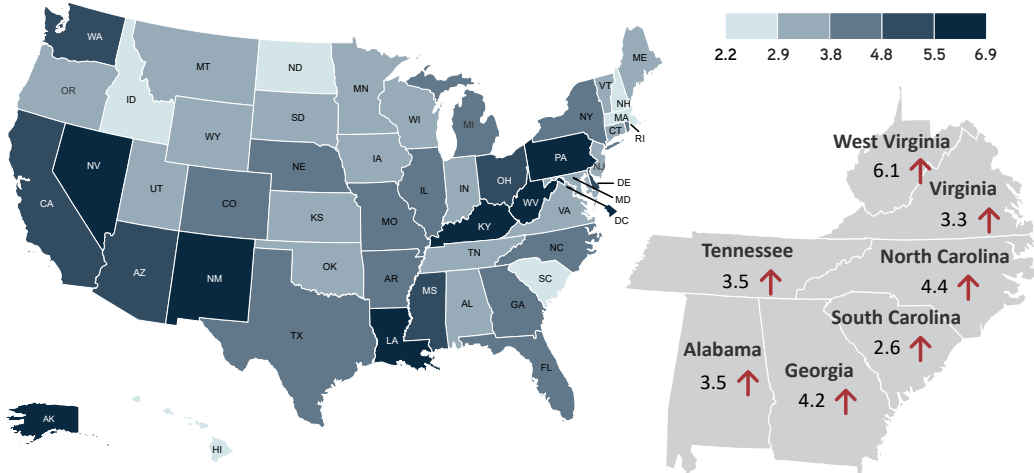 WA
OR
CA
NV
ID
MT
WY
UT
AZ
CO
NM
ND
SD
NE
KS
OK
TX
MN
IA
MO
AR
LA
WI
IL
MI
IN
OH
KY
TN
MS
AL
GA
FL
SC
NC
VA
WV
PA
NY
VT
NH
ME
MA
CT
RI
NJ
DE
MD
DC
AK
HI
2.2 2.9 3.8 4.8 5.5 6.9
West Virginia
6.1
Virginia
3.3
Tennessee
3.5
North Carolina
4.4
South Carolina
2.6
Alabama
3.5
Georgia
4.2